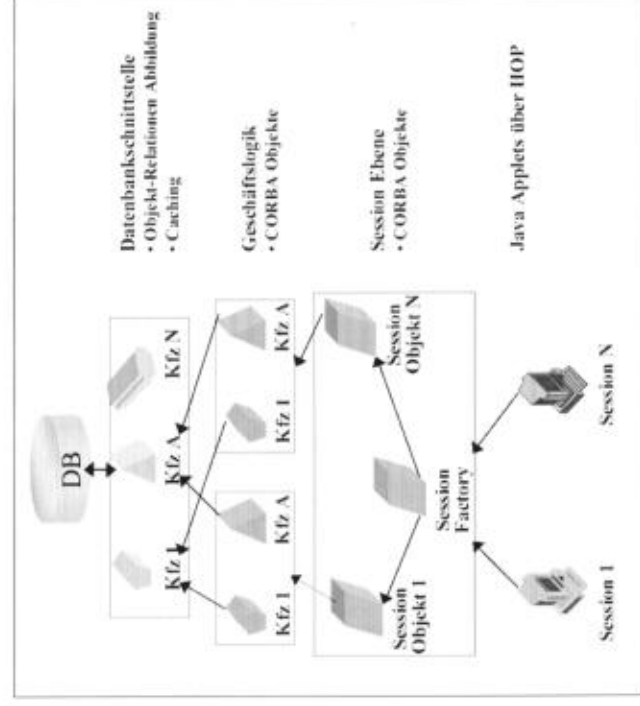 DB
Kfz 1
Kfz A
Kfz N
Datenbankschnittstelle
• Objekt-Relationen Abbildung
• Caching
Kfz 1
Kfz A
Kfz 1
Kfz A
Geschäftslogik
• CORBA Objekte
Session
Objekt 1
Session
Factory
Session
Objekt N
Session Ebene
• CORBA Objekte
Session 1
Session N
Java Applets über IIOP